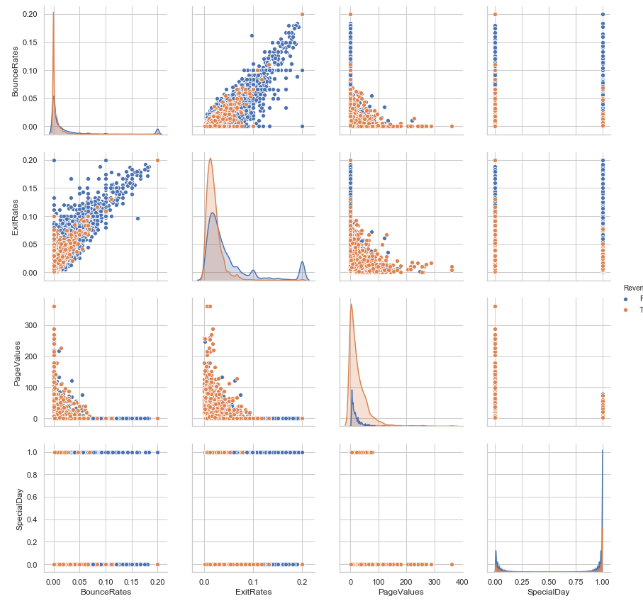 BounceRates
0.20
0.15
0.10
0.05
0.00
ExitRates
0.20
0.15
0.10
0.05
0.00
Reven
F
T
PageValues
300
200
100
0
SpecialDay
1.0
0.8
0.6
0.4
0.2
0.0
0.00 0.05 0.10 0.15 0.20
BounceRates
0.0 0.1 0.2
ExitRates
0 100 200 300 400
PageValues
0.00 0.25 0.50 0.75 1.00
SpecialDay